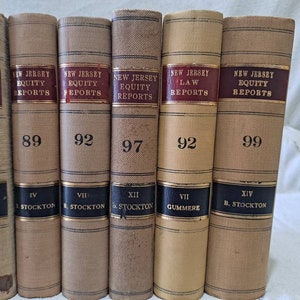 NEW JERSEY
EQUITY
REPORTS
89
IV
B. STOCKTON
NEW JERSEY
EQUITY
REPORTS
92
VII
B. STOCKTON
NEW JERSEY
EQUITY
REPORTS
97
XII
B. STOCKTON
NEW JERSEY
LAW
REPORTS
92
VII
GUMMERE
NEW JERSEY
EQUITY
REPORTS
99
XIV
B. STOCKTON